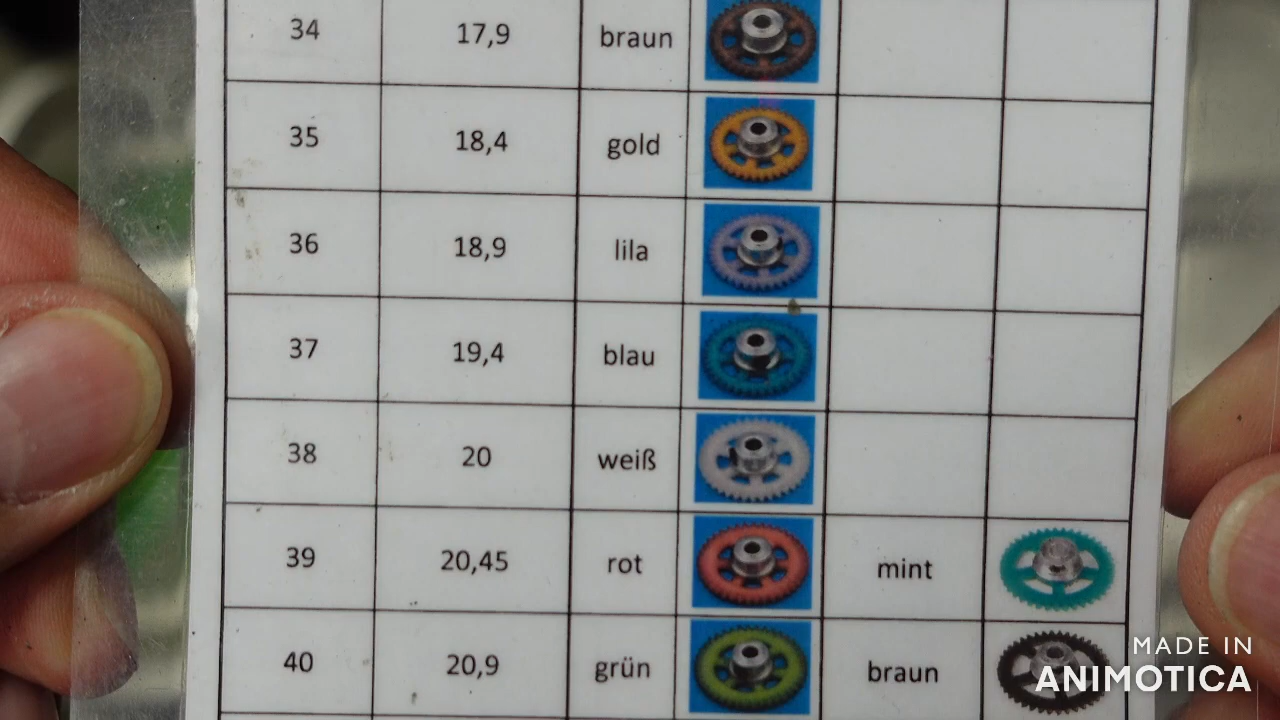 34 17,9 braun
35 18,4 gold
36 18,9 lila
37 19,4 blau
38 20 weiß
39 20,45 rot mint
40 20,9 grün braun
MADE IN
ANIMOTICA